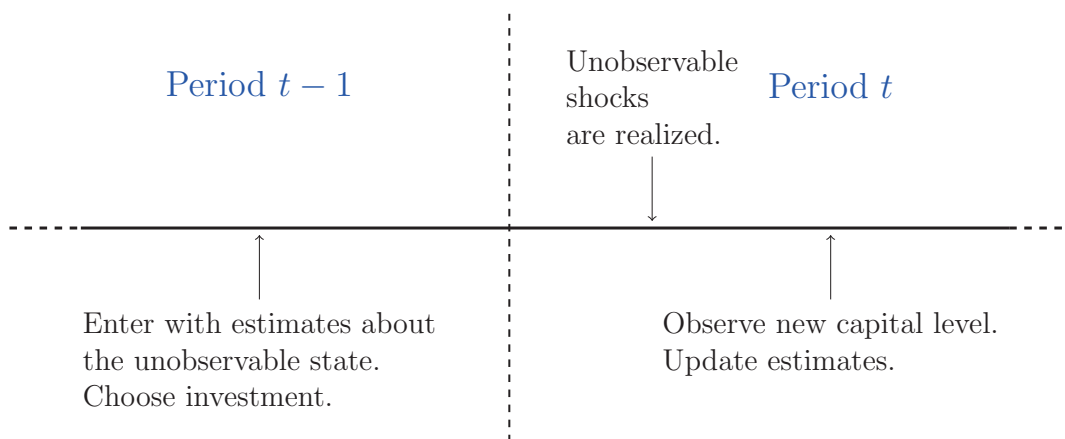 Period t − 1
Unobservable
shocks
are realized.
Period t
Enter with estimates about
the unobservable state.
Choose investment.
Observe new capital level.
Update estimates.